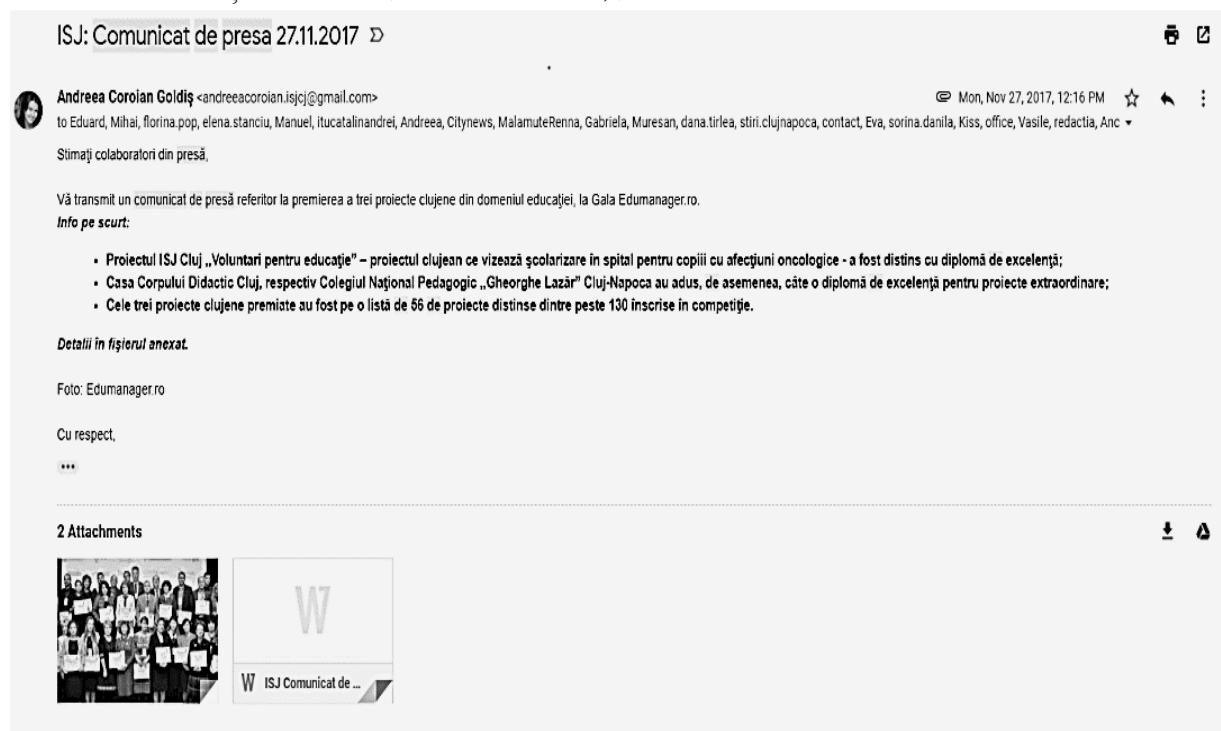 ISJ: Comunicat de presa 27.11.2017
Andreea Coroian Goldiș <andreeacoroian.isjcj@gmail.com>
Mon, Nov 27, 2017, 12:16 PM
to Eduard, Mihai, florina.pop, elena.stanciu, Manuel, itucatalinandrei, Andreea, Citynews, MalamuteRenna, Gabriela, Muresan, dana.tirlea, stiri.clujnapoca, contact, Eva, sorina.danila, Kiss, office, Vasile, redactia, Anc
Stimaţi colaboratori din presă,
Vă transmit un comunicat de presă referitor la premierea a trei proiecte clujene din domeniul educaţiei, la Gala Edumanager.ro.
Info pe scurt:
• Proiectul ISJ Cluj „Voluntari pentru educaţie” – proiectul clujean ce vizează şcolarizare în spital pentru copiii cu afecţiuni oncologice - a fost distins cu diplomă de excelenţă;
• Casa Corpului Didactic Cluj, respectiv Colegiul Naţional Pedagogic „Gheorghe Lazăr” Cluj-Napoca au adus, de asemenea, câte o diplomă de excelenţă pentru proiecte extraordinare;
• Cele trei proiecte clujene premiate au fost pe o listă de 56 de proiecte distinse dintre peste 130 înscrise în competiţie.
Detalii în fişierul anexat.
Foto: Edumanager.ro
Cu respect,
•••
2 Attachments
W
W ISJ Comunicat de ...